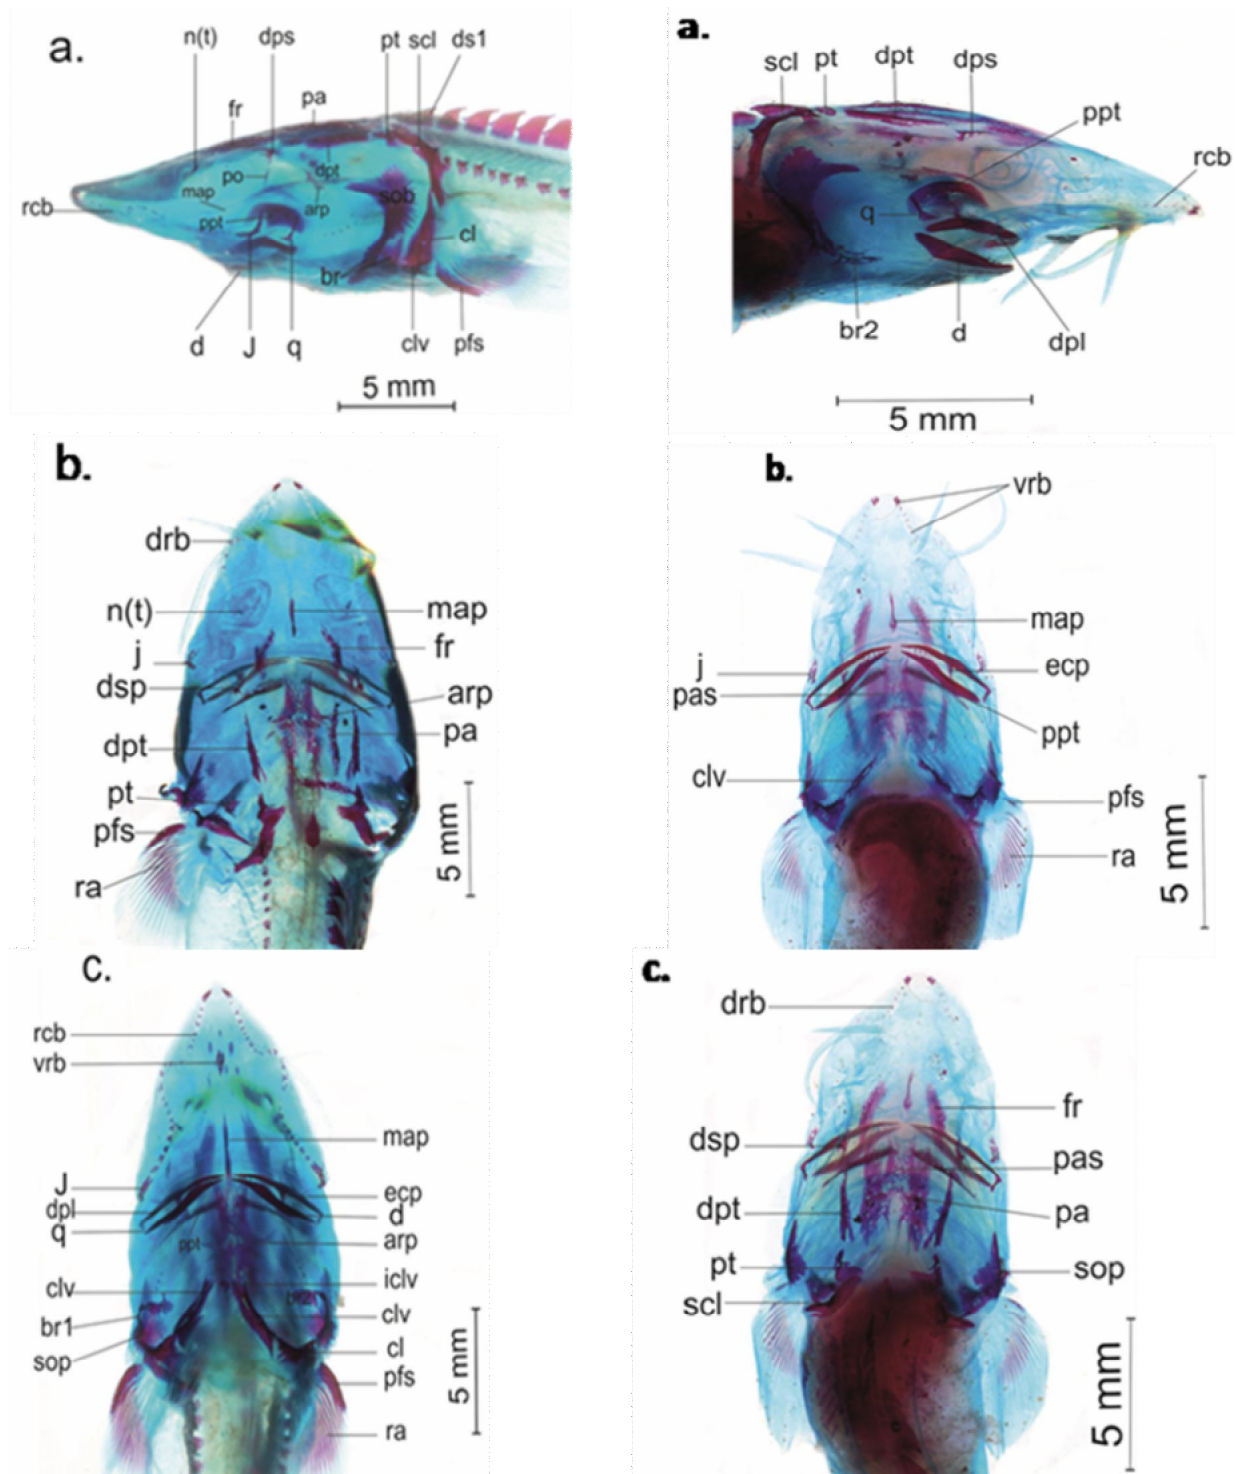 a.
n(t) dps pt scl ds1
fr pa
po dpt
map sob
rcb ppt arp
cl
br
d J q clv pfs
5 mm
a.
scl pt dpt dps
ppt
rcb
q
br2 d dpl
5 mm
b.
drb
n(t) map
j fr
dsp arp
dpt pa
pt
pfs
ra
5 mm
b.
vrb
map
j ecp
pas
ppt
clv
pfs
ra
5 mm
c.
rcb
vrb
map
J ecp
dpl d
q arp
ppt
clv iclv
br1 clv
sop cl
pfs
ra
5 mm
c.
drb
fr
dsp pas
dpt pa
pt sop
scl
5 mm